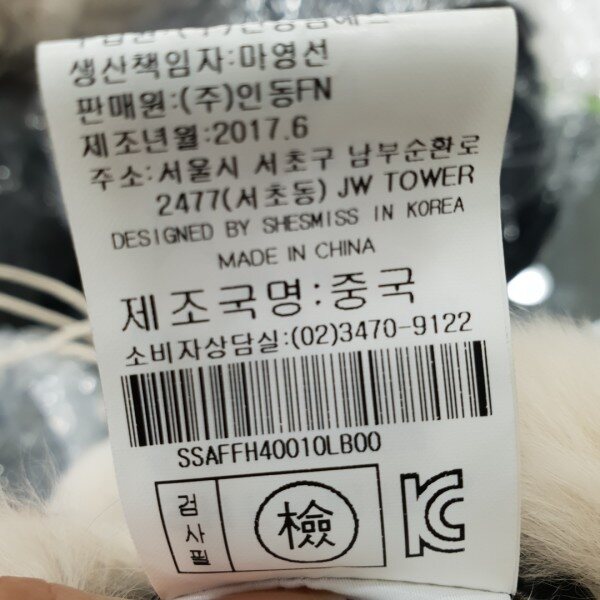 생산책임자:마영선
판매원:(주)인동FN
제조년월:2017.6
주소:서울시 서초구 남부순환로
2477(서초동) JW TOWER
DESIGNED BY SHESMISS IN KOREA
MADE IN CHINA
제조국명:중국
소비자상담실:(02)3470-9122
SSAFFH40010LB00
검사필
檢
KC